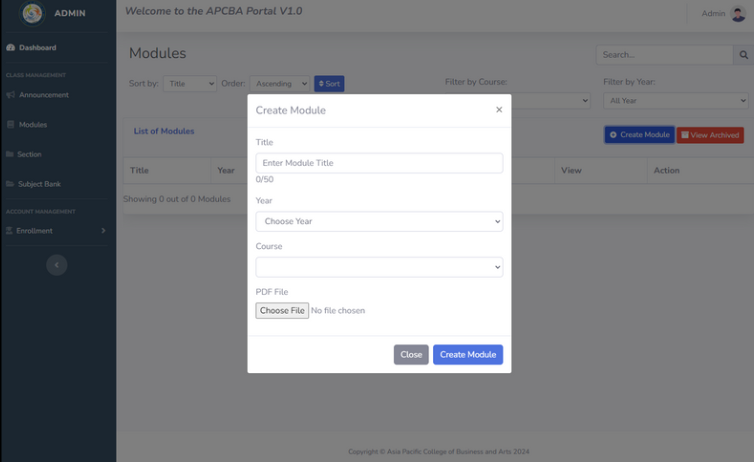 ADMIN
Welcome to the APCBA Portal V1.0
Admin
Dashboard
CLASS MANAGEMENT
Announcement
Modules
Section
Subject Bank
ACCOUNT MANAGEMENT
Enrollment
Modules
Search...
Sort by: Title Order: Ascending Sort
Filter by Course:
Filter by Year:
All Year
List of Modules
Create Module View Archived
Title Year View Action
Showing 0 out of 0 Modules
Create Module ×
Title
Enter Module Title
0/50
Year
Choose Year
Course
PDF File
Choose File No file chosen
Close Create Module
Copyright © Asia Pacific College of Business and Arts 2024